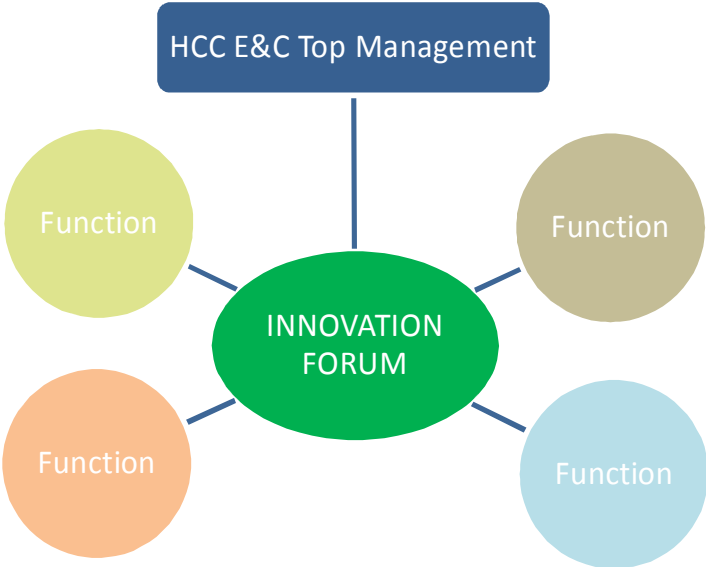 HCC E&C Top Management
Function
Function
INNOVATION
FORUM
Function
Function